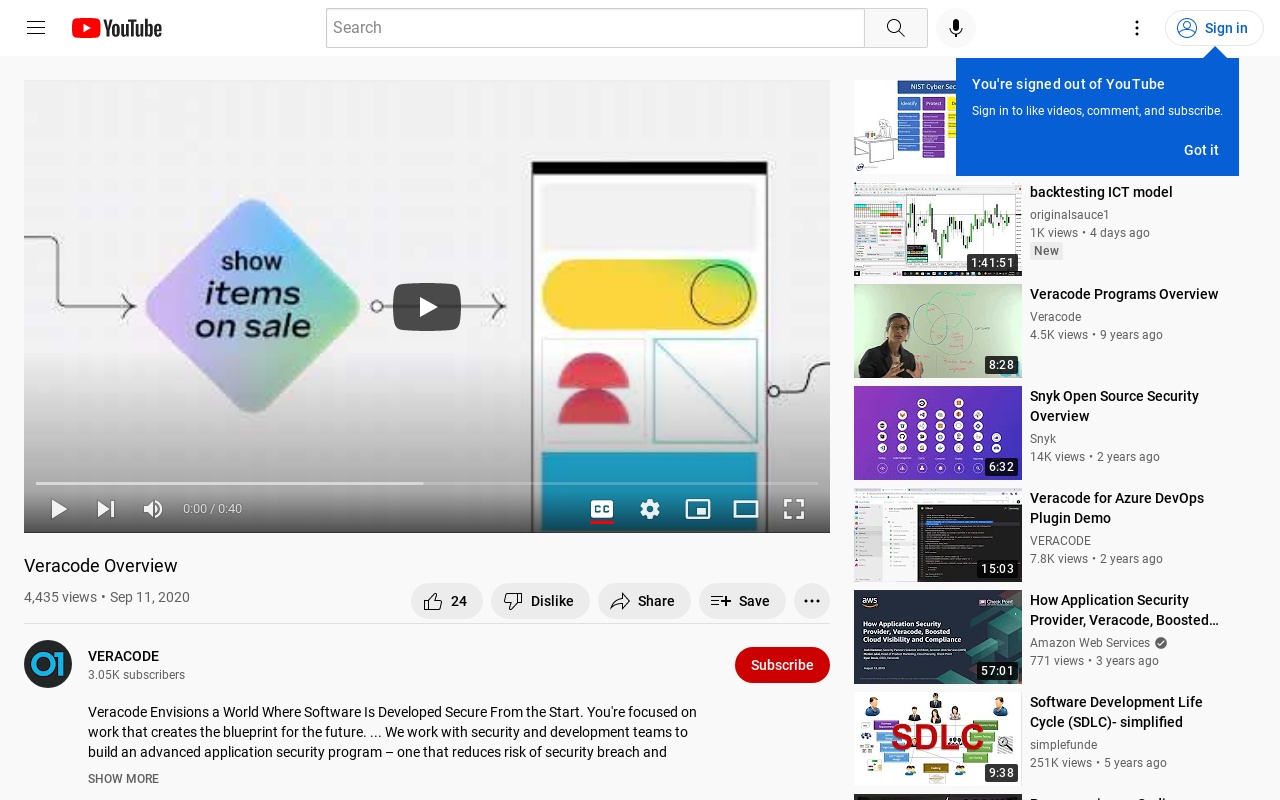 YouTube
Search
Sign in
You're signed out of YouTube
Sign in to like videos, comment, and subscribe.
Got it
show
items
on sale
0:00 / 0:40
Veracode Overview
4,435 views • Sep 11, 2020
24
Dislike
Share
Save
VERACODE
3.05K subscribers
Subscribe
Veracode Envisions a World Where Software Is Developed Secure From the Start. You're focused on
work that creates the blueprint for the future. ... We work with security and development teams to
build an advanced application security program – one that reduces risk of security breach and
SHOW MORE
NIST Cyber Sec
Identify
Protect
backtesting ICT model
originalsauce1
1K views • 4 days ago
New
1:41:51
Veracode Programs Overview
Veracode
4.5K views • 9 years ago
8:28
Snyk Open Source Security
Overview
Snyk
14K views • 2 years ago
6:32
Veracode for Azure DevOps
Plugin Demo
VERACODE
7.8K views • 2 years ago
15:03
aws
Check Point
How Application Security
Provider, Veracode, Boosted
Cloud Visibility and Compliance
57:01
How Application Security
Provider, Veracode, Boosted…
Amazon Web Services
771 views • 3 years ago
SDLC
9:38
Software Development Life
Cycle (SDLC)- simplified
simplefunde
251K views • 5 years ago